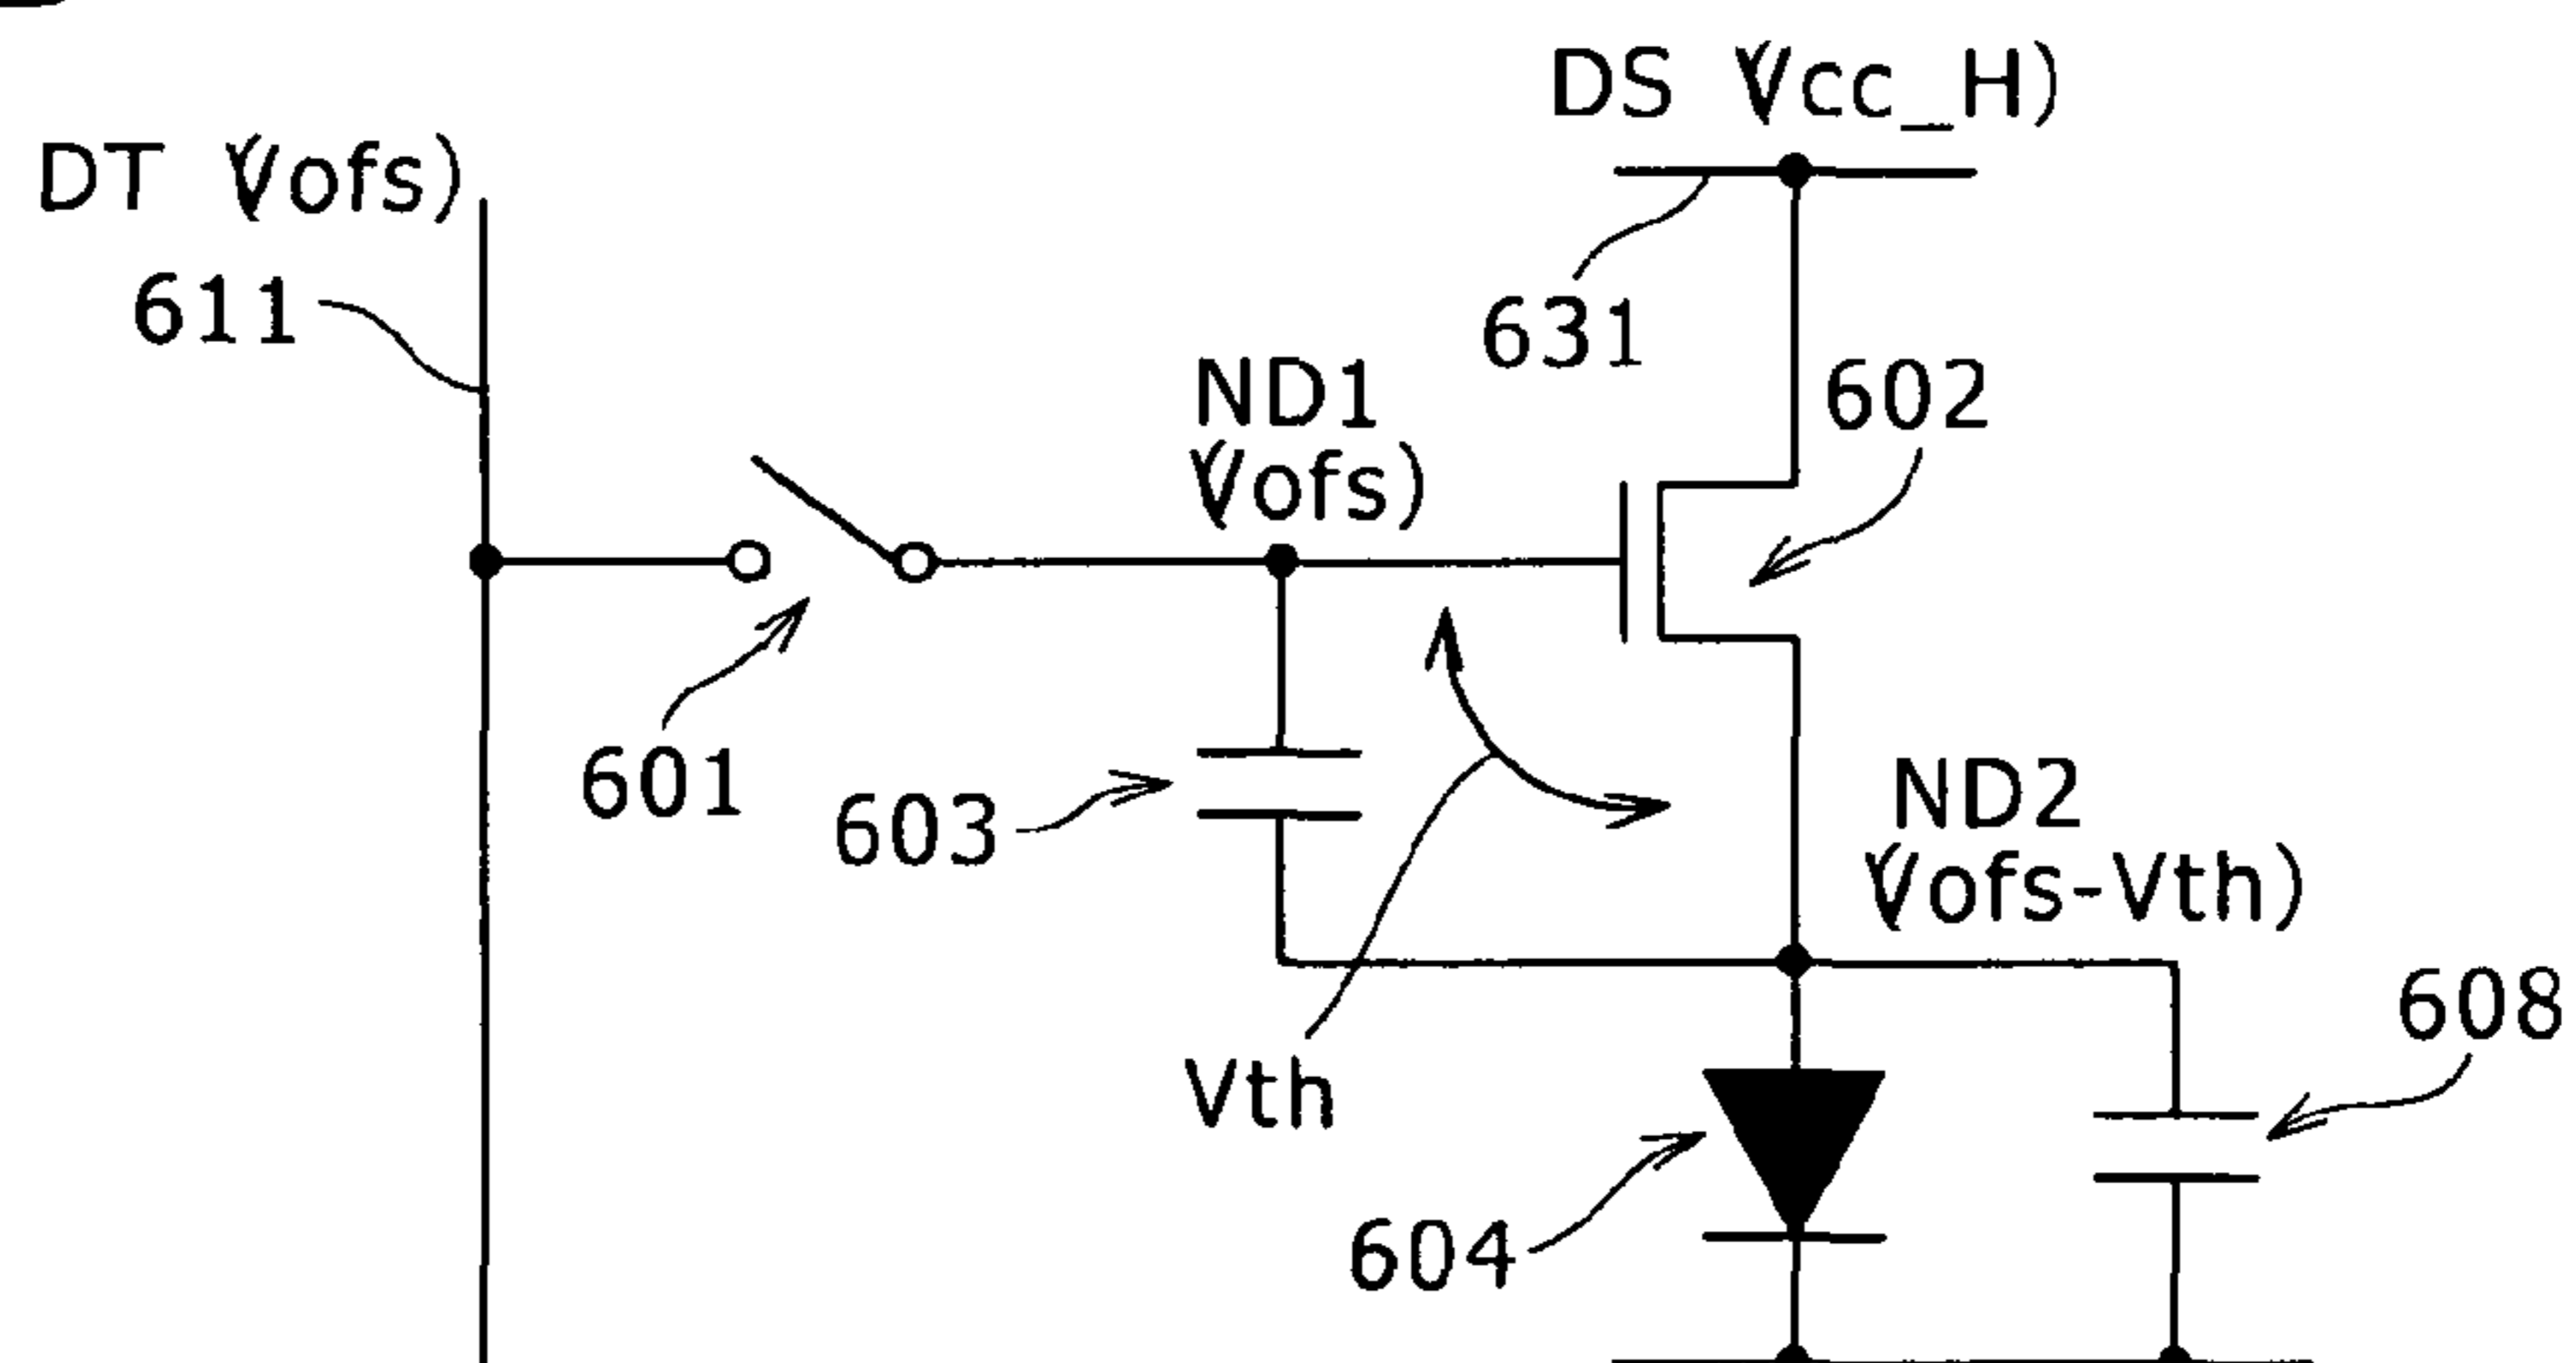 DS (Vcc_H)
DT (Vofs)
611
631
ND1
(Vofs)
602
601
603
ND2
(Vofs-Vth)
608
Vth
604